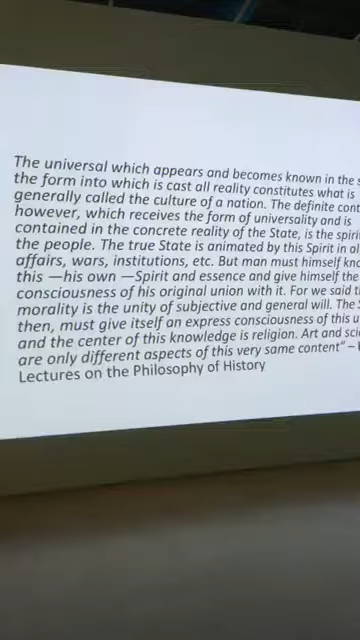 The universal which appears and becomes known in the
the form into which is cast all reality constitutes what is
generally called the culture of a nation. The definite
however, which receives the form of universality and is
contained in the concrete reality of the State, is the
the people. The true State is animated by this Spirit in
affairs, wars, institutions, etc. But man must himself
this —his own —Spirit and essence and give himself the
consciousness of his original union with it. For we said
morality is the unity of subjective and general will. The
then, must give itself an express consciousness of this
and the center of this knowledge is religion. Art and
are only different aspects of this very same content” –
Lectures on the Philosophy of History